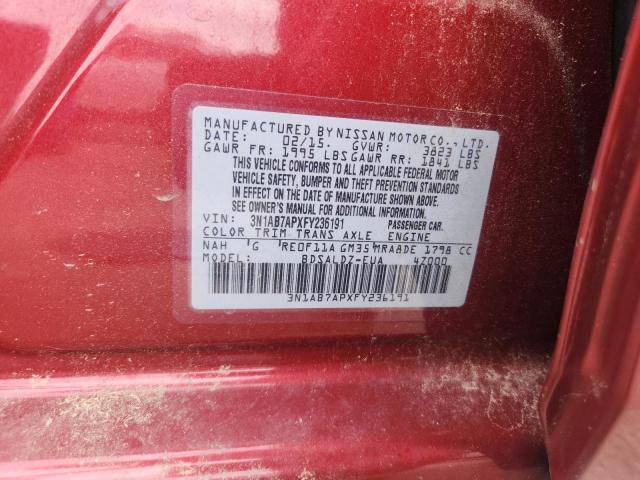 MANUFACTURED BY NISSAN MOTOR CO., LTD.
DATE: 02/15. GVWR: 3823 LBS
GAWR FR: 1995 LBS GAWR RR: 1841 LBS
THIS VEHICLE CONFORMS TO ALL APPLICABLE FEDERAL MOTOR
VEHICLE SAFETY, BUMPER AND THEFT PREVENTION STANDARDS
IN EFFECT ON THE DATE OF MANUFACTURE SHOWN ABOVE.
SEE OWNER'S MANUAL FOR ADDITIONAL INFORMATION.
VIN: 3N1AB7APXFY236191 PASSENGER CAR.
COLOR TRIM TRANS AXLE ENGINE
NAH 'G 'RE0F11A GM35'MRA8DE 1798 CC
MODEL: BDSALDZ-EUA 4Z000
3N1AB7APXFY236191